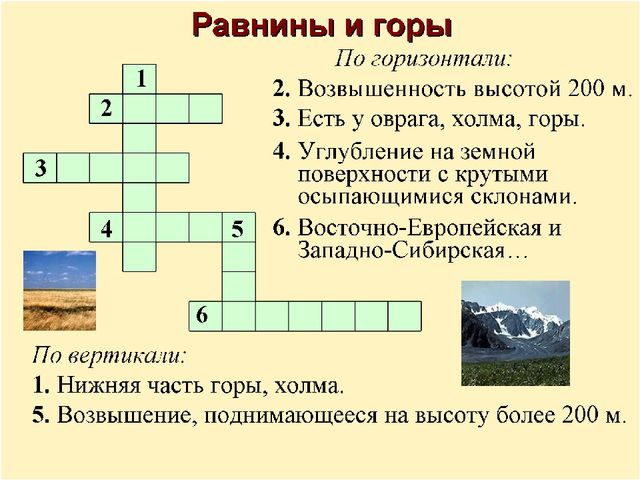 Равнины и горы
По горизонтали:
2. Возвышенность высотой 200 м.
3. Есть у оврага, холма, горы.
4. Углубление на земной
поверхности с крутыми
осыпающимися склонами.
6. Восточно-Европейская и
Западно-Сибирская…
1
2
3
4 5
6
По вертикали:
1. Нижняя часть горы, холма.
5. Возвышение, поднимающееся на высоту более 200 м.